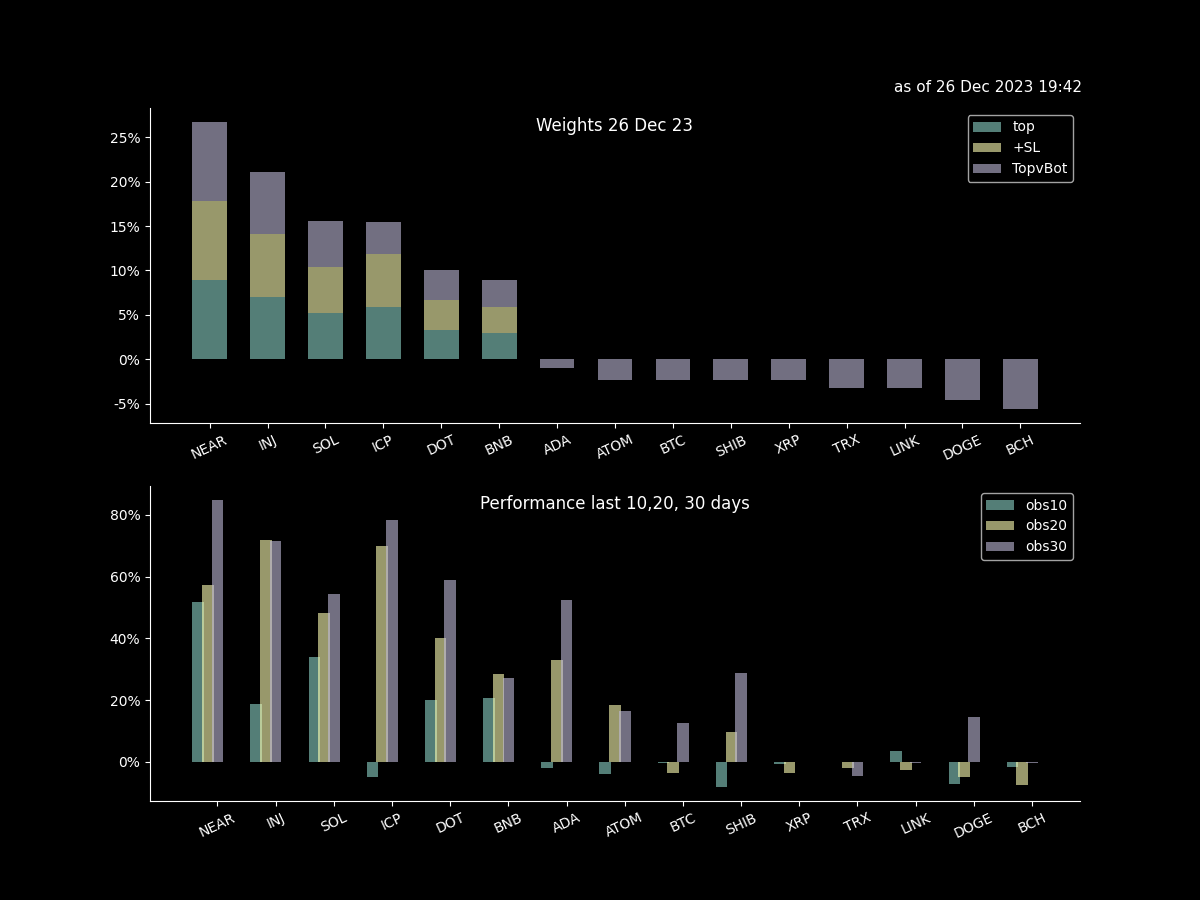 as of 26 Dec 2023 19:42
Weights 26 Dec 23
top
+SL
TopvBot
25%
20%
15%
10%
5%
0%
-5%
NEAR INJ SOL ICP DOT BNB ADA ATOM BTC SHIB XRP TRX LINK DOGE BCH
Performance last 10,20, 30 days
obs10
obs20
obs30
80%
60%
40%
20%
0%
NEAR INJ SOL ICP DOT BNB ADA ATOM BTC SHIB XRP TRX LINK DOGE BCH